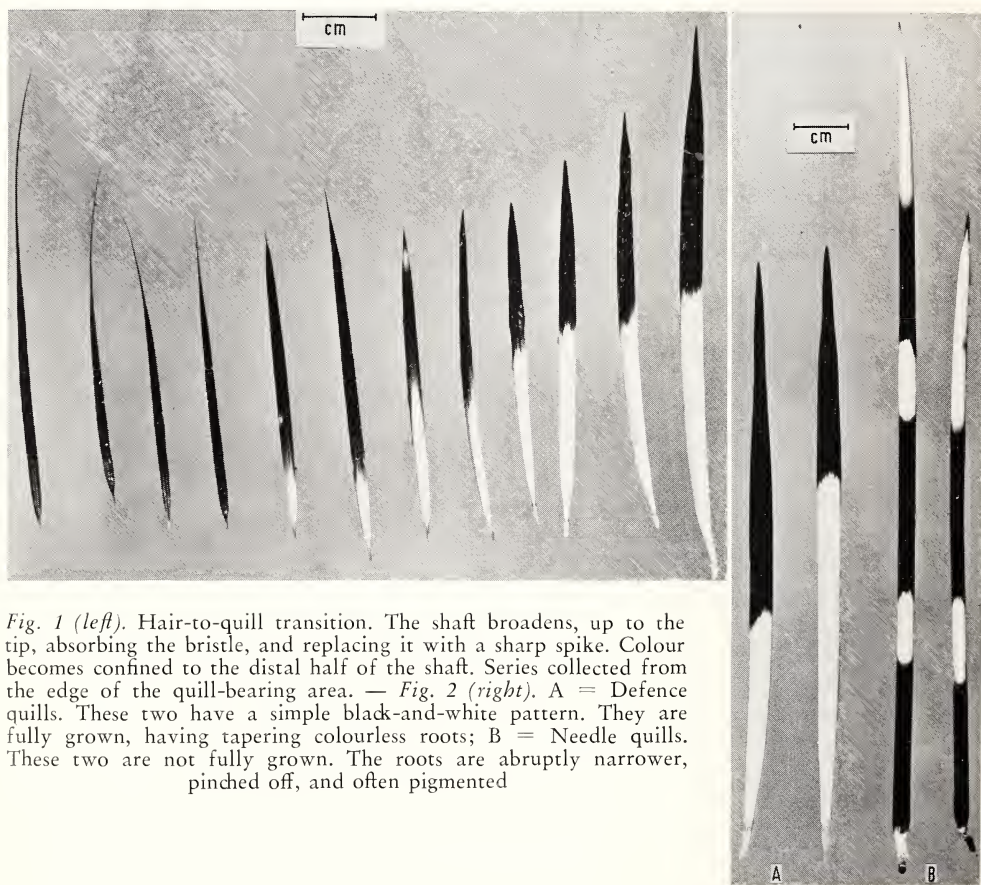 cm
cm
A
B
Fig. 1 (left). Hair-to-quill transition. The shaft broadens, up to the
tip, absorbing the bristle, and replacing it with a sharp spike. Colour
becomes confined to the distal half of the shaft. Series collected from
the edge of the quill-bearing area. — Fig. 2 (right). A = Defence
quills. These two have a simple black-and-white pattern. They are
fully grown, having tapering colourless roots; B = Needle quills.
These two are not fully grown. The roots are abruptly narrower,
pinched off, and often pigmented